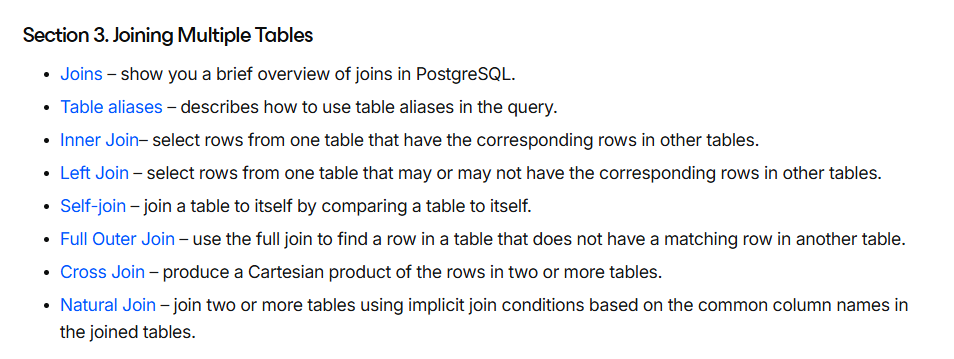 Section 3. Joining Multiple Tables
• Joins – show you a brief overview of joins in PostgreSQL.
• Table aliases – describes how to use table aliases in the query.
• Inner Join– select rows from one table that have the corresponding rows in other tables.
• Left Join – select rows from one table that may or may not have the corresponding rows in other tables.
• Self-join – join a table to itself by comparing a table to itself.
• Full Outer Join – use the full join to find a row in a table that does not have a matching row in another table.
• Cross Join – produce a Cartesian product of the rows in two or more tables.
• Natural Join – join two or more tables using implicit join conditions based on the common column names in
the joined tables.